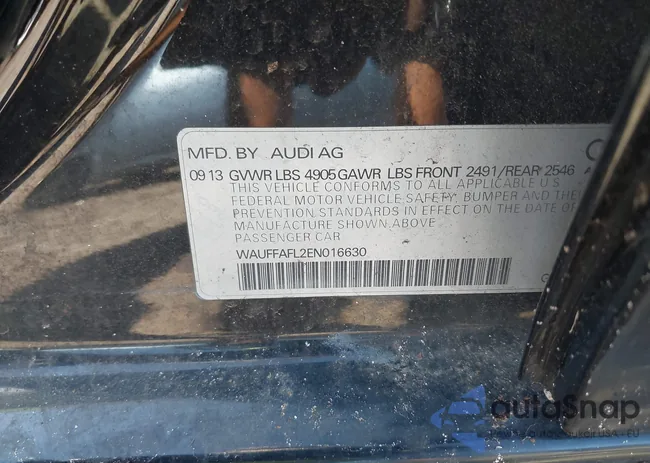 MFD. BY AUDI AG
09 13 GVWR LBS 4905 GAWR LBS FRONT 2491/REAR 2546
THIS VEHICLE CONFORMS TO ALL APPLICABLE U.S
FEDERAL MOTOR VEHICLE SAFETY, BUMPER AND THE
PREVENTION STANDARDS IN EFFECT ON THE DATE OF
MANUFACTURE SHOWN ABOVE
PASSENGER CAR
WAUFFAFL2EN016630
autoSnap